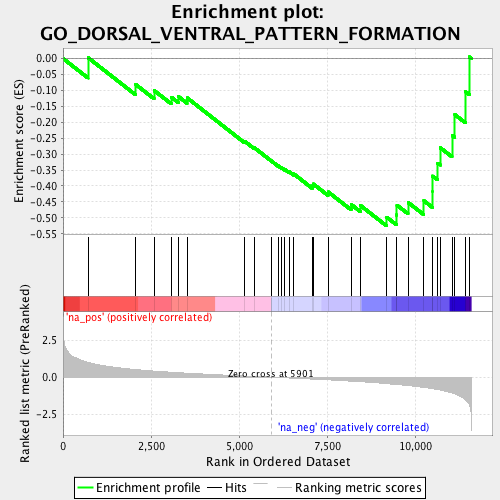 Enrichment plot:
GO_DORSAL_VENTRAL_PATTERN_FORMATION
Enrichment score (ES)
0.00
-0.05
-0.10
-0.15
-0.20
-0.25
-0.30
-0.35
-0.40
-0.45
-0.50
-0.55
'na_pos' (positively correlated)
Ranked list metric (PreRanked)
2.5
0.0
-2.5
Zero cross at 5901
'na_neg' (negatively correlated)
0
2,500
5,000
7,500
10,000
Rank in Ordered Dataset
Enrichment profile
Hits
Ranking metric scores